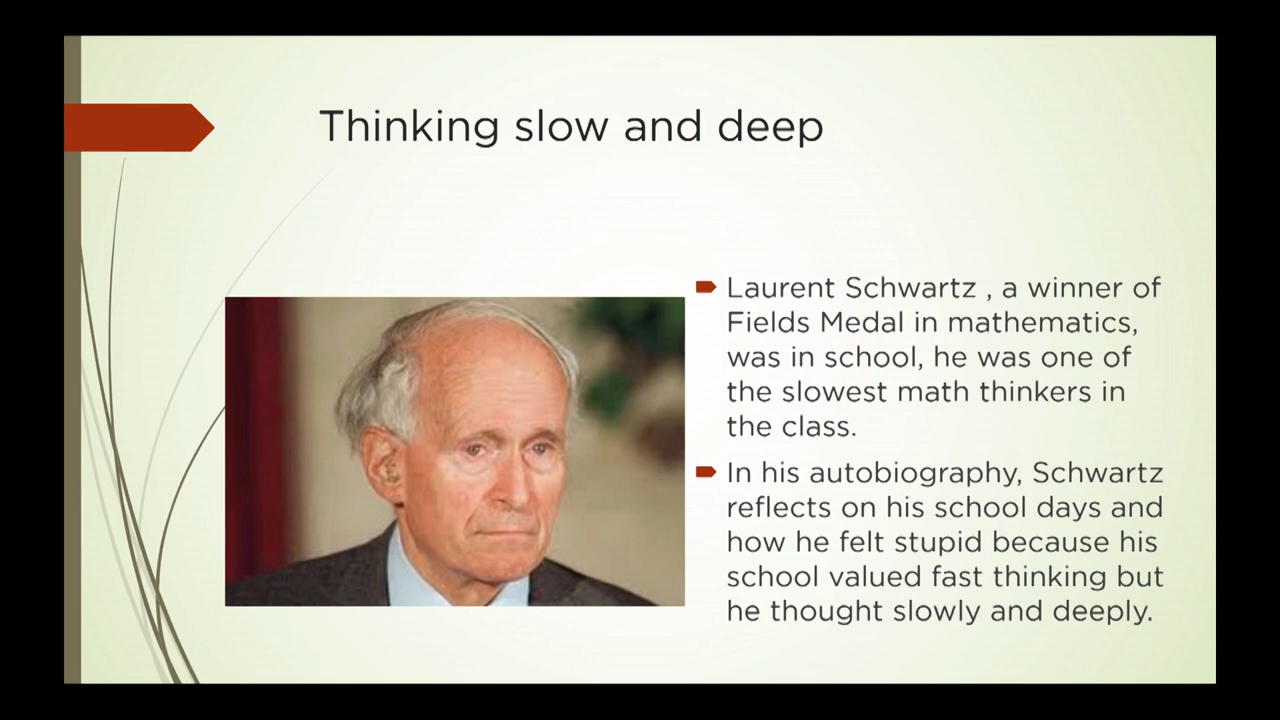 Thinking slow and deep
Laurent Schwartz , a winner of
Fields Medal in mathematics,
was in school, he was one of
the slowest math thinkers in
the class.
In his autobiography, Schwartz
reflects on his school days and
how he felt stupid because his
school valued fast thinking but
he thought slowly and deeply.